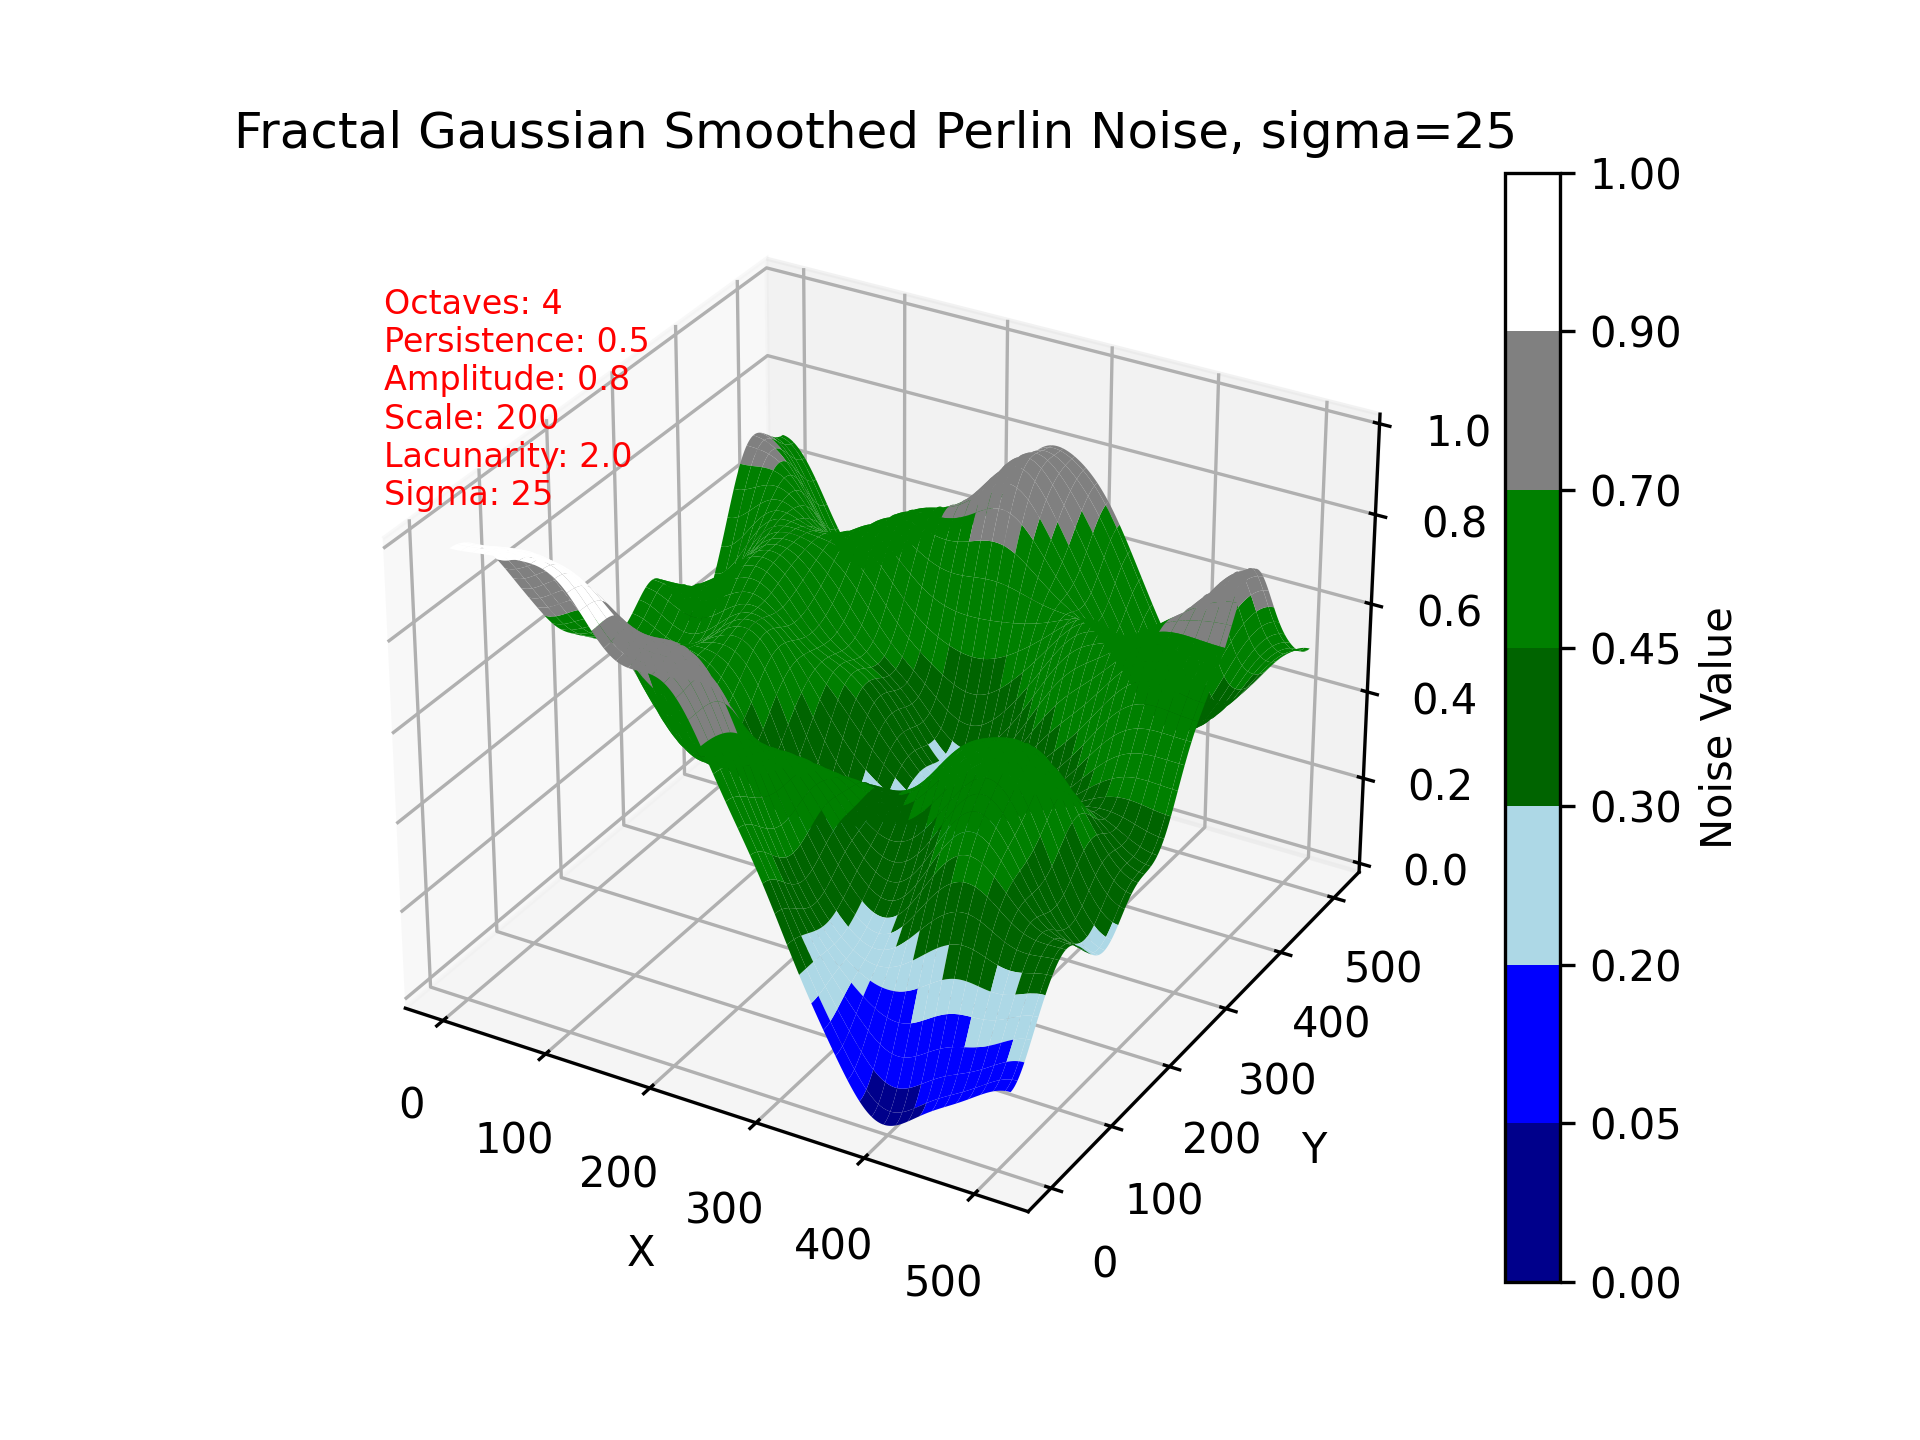 Fractal Gaussian Smoothed Perlin Noise, sigma=25
Octaves: 4
Persistence: 0.5
Amplitude: 0.8
Scale: 200
Lacunarity: 2.0
Sigma: 25
1.0
0.8
0.6
0.4
0.2
0.0
0
100
200
300
400
500
X
0
100
200
300
400
500
Y
1.00
0.90
0.70
0.45
0.30
0.20
0.05
0.00
Noise Value